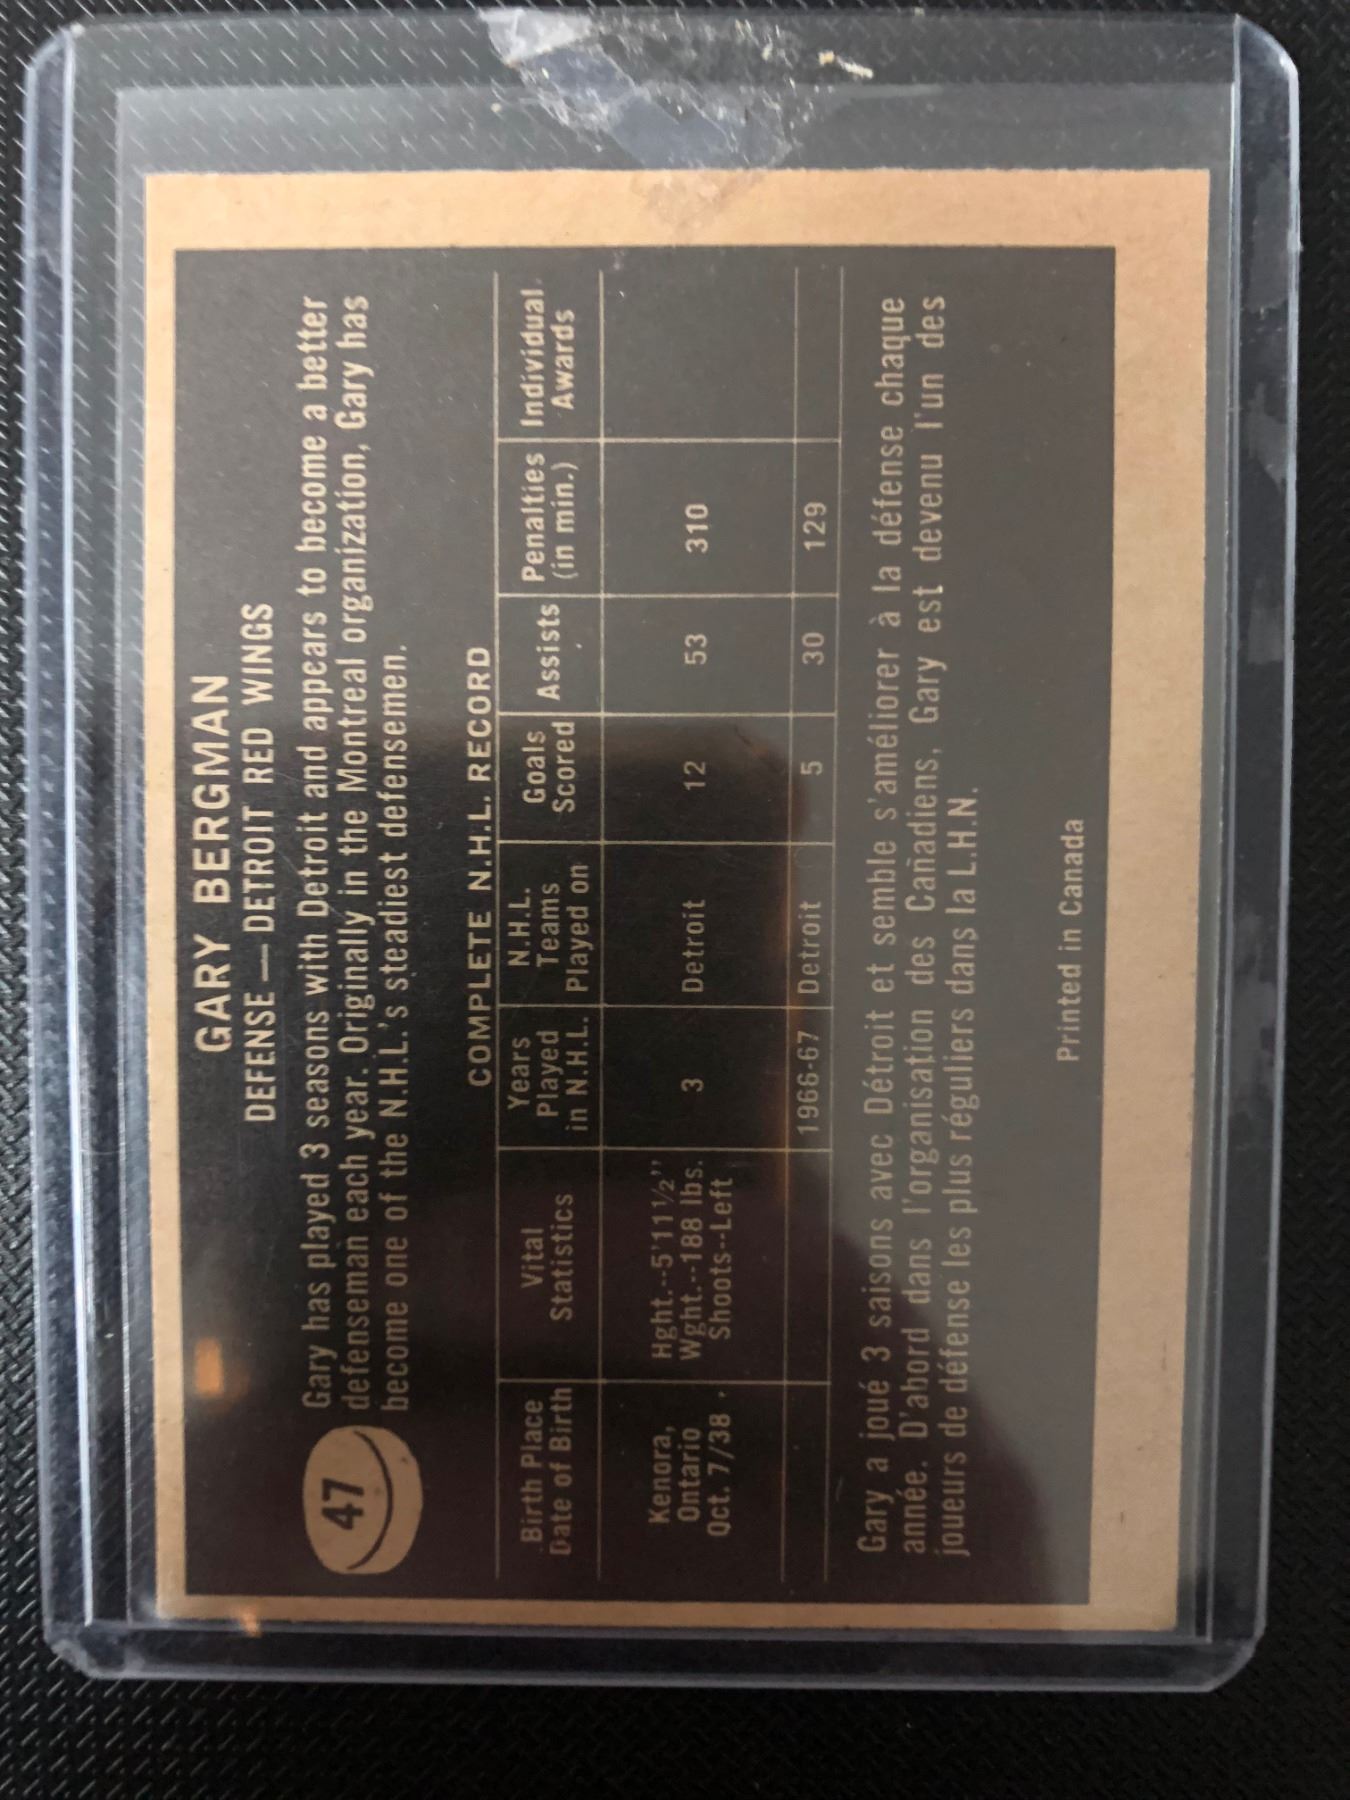 GARY BERGMAN
DEFENSE—DETROIT RED WINGS
47
Gary has played 3 seasons with Detroit and appears to become a better
defenseman each year. Originally in the Montreal organization, Gary has
become one of the N.H.L.'s steadiest defensemen.
COMPLETE N.H.L. RECORD
Birth Place Date of Birth | Vital Statistics | Years Played in N.H.L. | N.H.L. Teams Played on | Goals Scored | Assists | Penalties (in min.) | Individual Awards
Kenora, Ontario Oct. 7/38 | Hght.--5'11½" Wght.--188 lbs. Shoots--Left | 3 | Detroit | 12 | 53 | 310
1966-67 | Detroit | 5 | 30 | 129
Gary a joué 3 saisons avec Détroit et semble s'améliorer à la défense chaque
année. D'abord dans l'organisation des Cañadiens, Gary est devenu l'un des
joueurs de défense les plus réguliers dans la L.H.N.
Printed in Canada